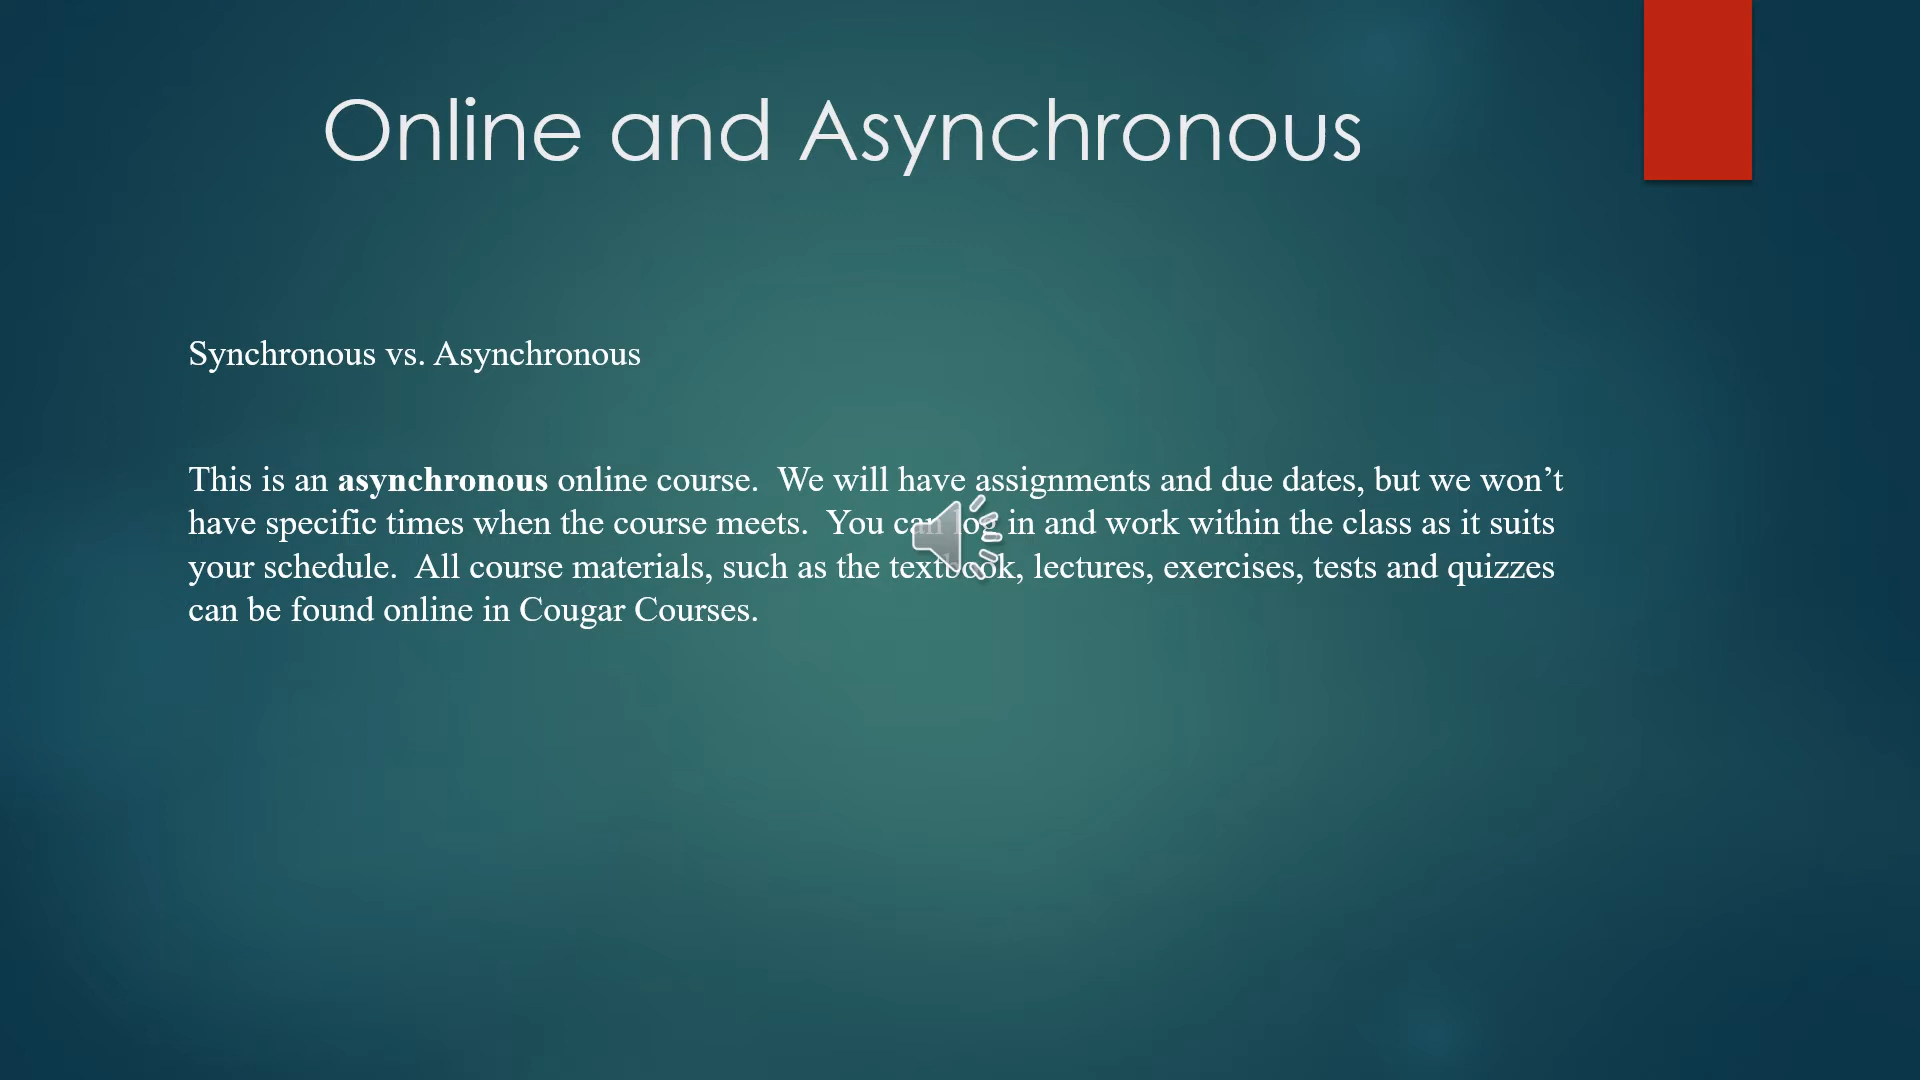 Online and Asynchronous
Synchronous vs. Asynchronous
This is an asynchronous online course.  We will have assignments and due dates, but we won’t
have specific times when the course meets.  You can log in and work within the class as it suits
your schedule.  All course materials, such as the textbook, lectures, exercises, tests and quizzes
can be found online in Cougar Courses.